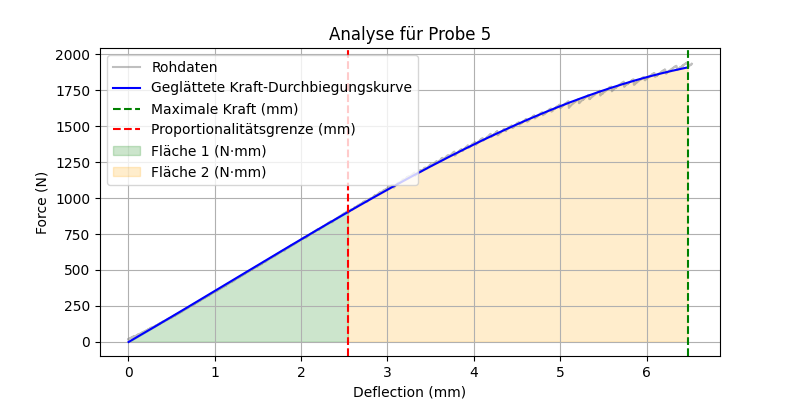 Analyse für Probe 5
2000
1750
1500
1250
1000
750
500
250
0
Force (N)
Rohdaten
Geglättete Kraft-Durchbiegungskurve
Maximale Kraft (mm)
Proportionalitätsgrenze (mm)
Fläche 1 (N·mm)
Fläche 2 (N·mm)
0 1 2 3 4 5 6
Deflection (mm)